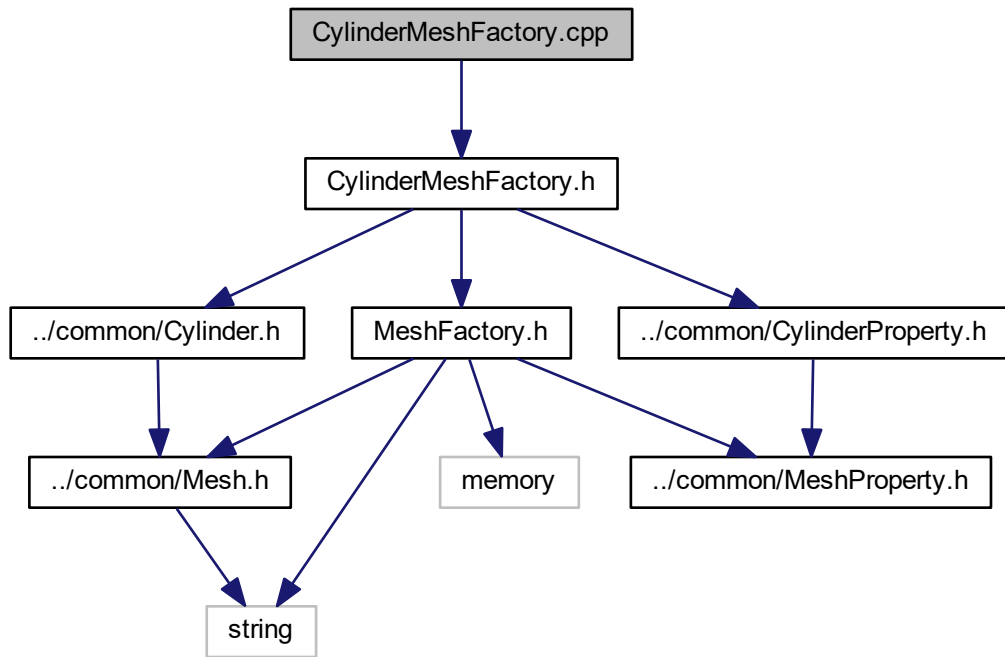 CylinderMeshFactory.cpp
CylinderMeshFactory.h
../common/Cylinder.h
MeshFactory.h
../common/CylinderProperty.h
../common/Mesh.h
memory
../common/MeshProperty.h
string